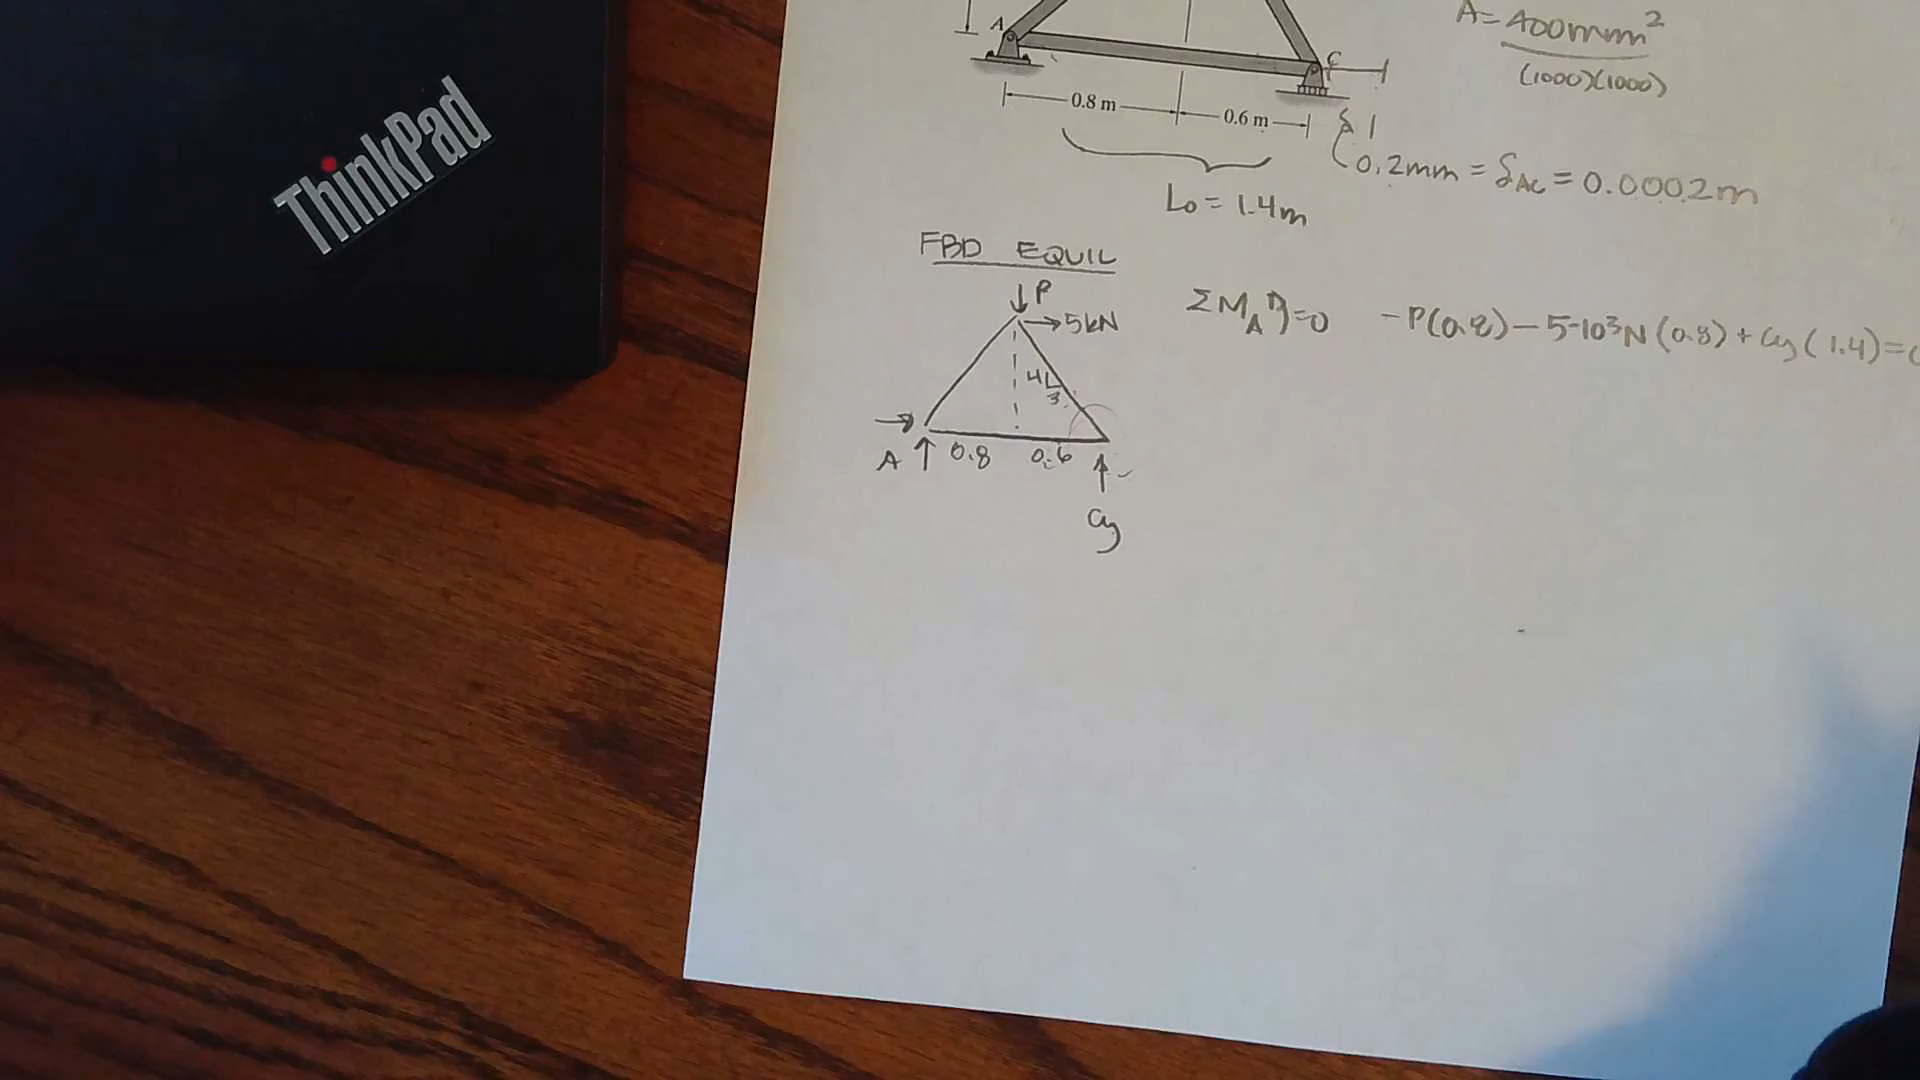 ThinkPad
A
C
0.8 m
0.6 m
A = 400mm²
(1000)(1000)
δ
0.2mm = δAC = 0.0002m
L₀ = 1.4m
FBD EQUIL
↓P
→5kN
4
3
A ↑ 0.8 0.6 ↑
Cy
ΣMA = 0 -P(0.8) - 5·10³N (0.8) + Cy (1.4) =